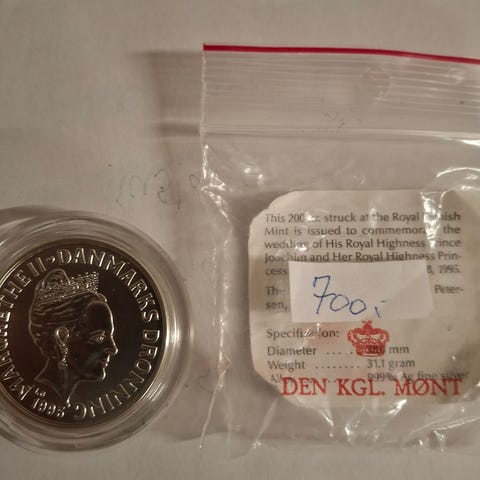 MARGRETHE II · DANMARKS DRONNING
1995
This 200 kr. struck at the Royal Danish
Mint is issued to commemorate the
wedding of His Royal Highness Prince
Joachim and Her Royal Highness Prin-
cess 8, 1995.
The Peter-
sen,
700,-
Specification:
Diameter .... mm
Weight ...... 31,1 gram
999‰ Ag fine silver
DEN KGL. MØNT